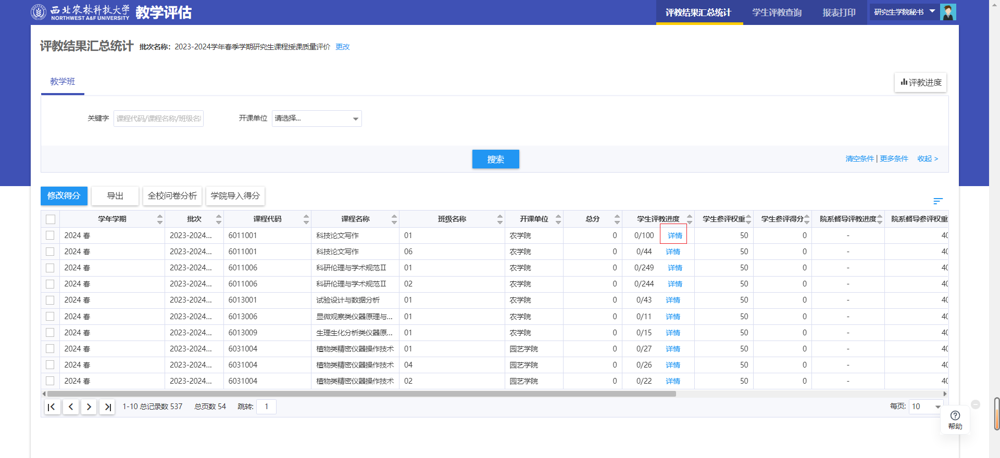 西北农林科技大学 教学评估
NORTHWEST A&F UNIVERSITY
评教结果汇总统计 学生评教查询 报表打印 研究生学院秘书
评教结果汇总统计 批次名称: 2023-2024学年春季学期研究生课程授课质量评价 更改
教学班
评教进度
关键字 课程代码/课程名称/班级名称 开课单位 请选择...
搜索
清空条件 | 更多条件 收起 >
修改得分 导出 全校问卷分析 学院导入得分
学年学期 批次 课程代码 课程名称 班级名称 开课单位 总分 学生评教进度 学生参评权重 学生参评得分 院系督导评教进度 院系督导参评权重
2024 春 2023-2024... 6011001 科技论文写作 01 农学院 0 0/100 详情 50 0 - 40
2024 春 2023-2024... 6011001 科技论文写作 06 农学院 0 0/44 详情 50 0 - 40
2024 春 2023-2024... 6011006 科研伦理与学术规范Ⅱ 01 农学院 0 0/249 详情 50 0 - 40
2024 春 2023-2024... 6011006 科研伦理与学术规范Ⅱ 02 农学院 0 0/244 详情 50 0 - 40
2024 春 2023-2024... 6013001 试验设计与数据分析 01 农学院 0 0/43 详情 50 0 - 40
2024 春 2023-2024... 6013006 显微观察类仪器原理与... 01 农学院 0 0/11 详情 50 0 - 40
2024 春 2023-2024... 6013009 生理生化分析类仪器原... 01 农学院 0 0/15 详情 50 0 - 40
2024 春 2023-2024... 6031004 植物类精密仪器操作技术 01 园艺学院 0 0/27 详情 50 0 - 40
2024 春 2023-2024... 6031004 植物类精密仪器操作技术 04 园艺学院 0 0/26 详情 50 0 - 40
2024 春 2023-2024... 6031004 植物类精密仪器操作技术 02 园艺学院 0 0/22 详情 50 0 - 40
1-10 总记录数 537 总页数 54 跳转: 1 每页: 10
帮助